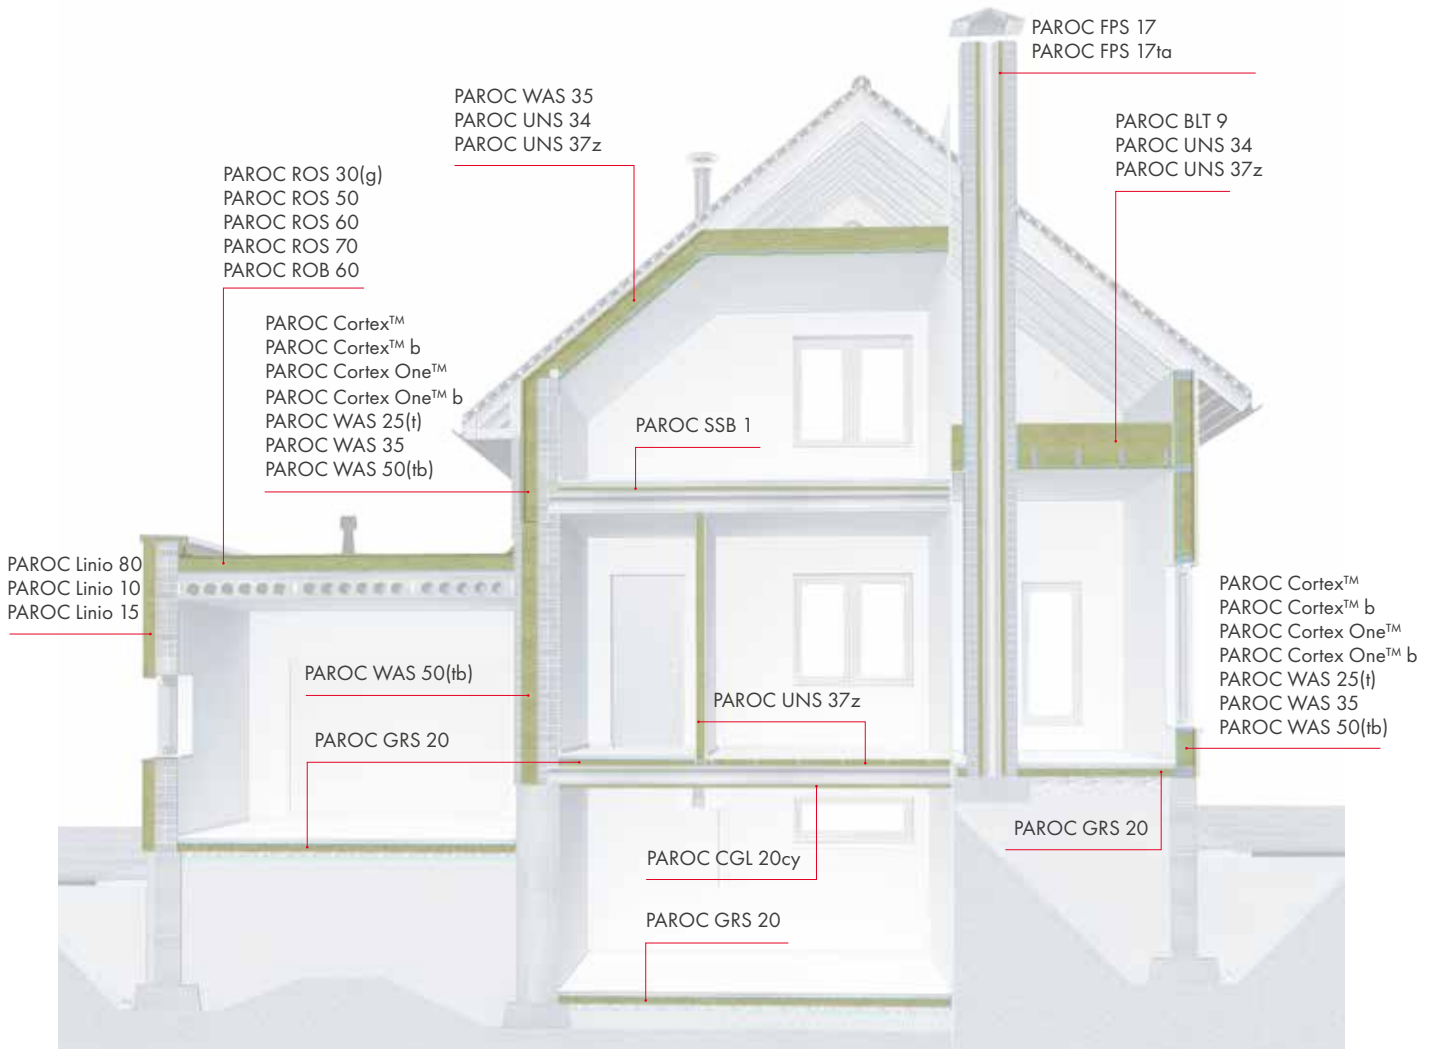 PAROC FPS 17
PAROC FPS 17ta
PAROC WAS 35
PAROC UNS 34
PAROC UNS 37z
PAROC BLT 9
PAROC UNS 34
PAROC UNS 37z
PAROC ROS 30(g)
PAROC ROS 50
PAROC ROS 60
PAROC ROS 70
PAROC ROB 60
PAROC Cortex™
PAROC Cortex™ b
PAROC Cortex One™
PAROC Cortex One™ b
PAROC WAS 25(t)
PAROC WAS 35
PAROC WAS 50(tb)
PAROC SSB 1
PAROC Linio 80
PAROC Linio 10
PAROC Linio 15
PAROC Cortex™
PAROC Cortex™ b
PAROC Cortex One™
PAROC Cortex One™ b
PAROC WAS 25(t)
PAROC WAS 35
PAROC WAS 50(tb)
PAROC WAS 50(tb)
PAROC UNS 37z
PAROC GRS 20
PAROC GRS 20
PAROC CGL 20cy
PAROC GRS 20